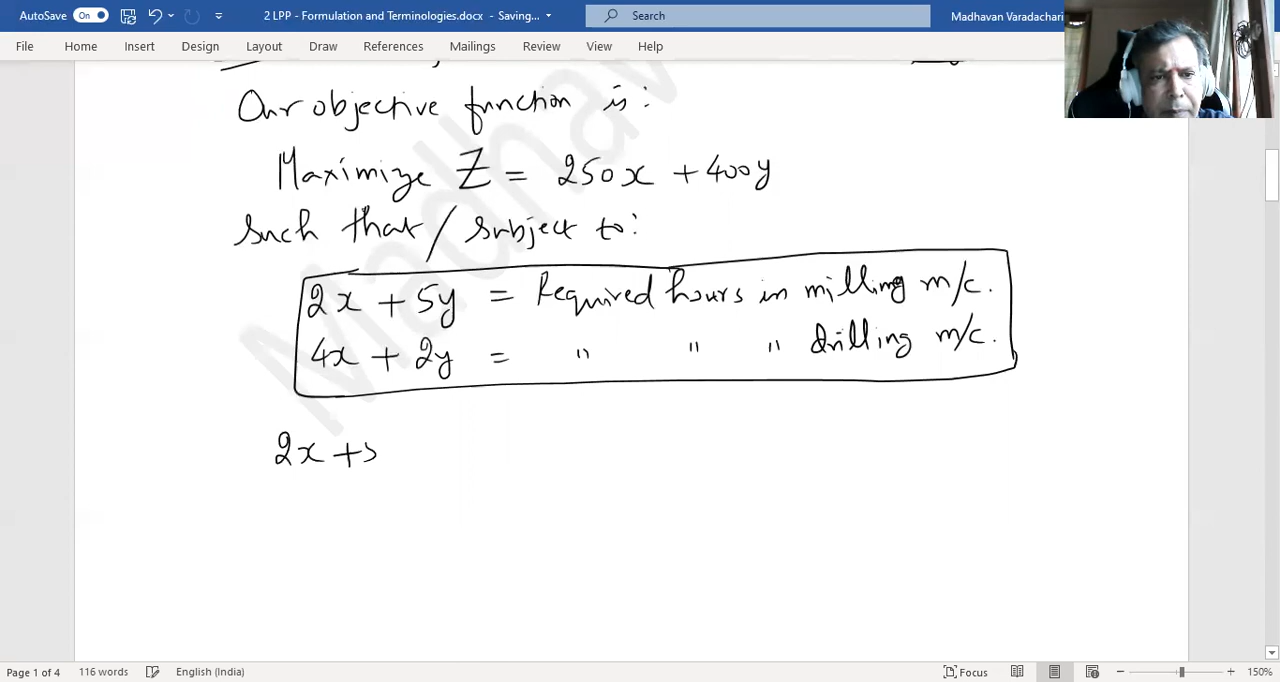 AutoSave On 2 LPP - Formulation and Terminologies.docx - Saving... Search Madhavan Varadachari
File Home Insert Design Layout Draw References Mailings Review View Help
Our objective function is:
Maximize Z = 250x + 400y
such that / subject to:
2x + 5y = Required hours in milling m/c.
4x + 2y = " " " drilling m/c.
2x +
Madhav
Page 1 of 4 116 words English (India) Focus 150%